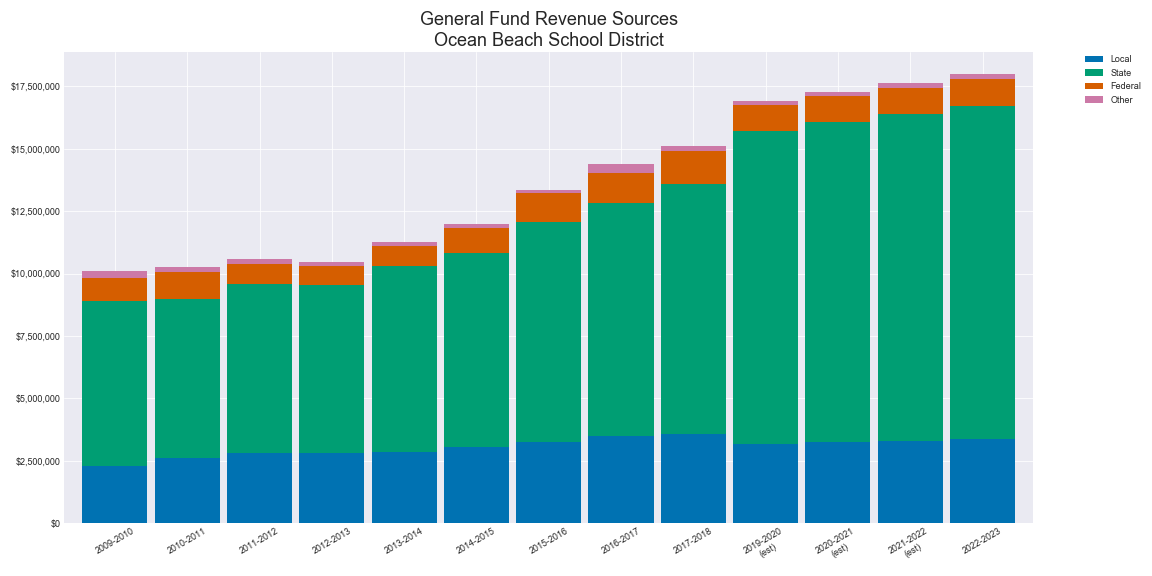 General Fund Revenue Sources
Ocean Beach School District
Local
State
Federal
Other
$17,500,000
$15,000,000
$12,500,000
$10,000,000
$7,500,000
$5,000,000
$2,500,000
$0
2009-2010
2010-2011
2011-2012
2012-2013
2013-2014
2014-2015
2015-2016
2016-2017
2017-2018
2019-2020
(est)
2020-2021
(est)
2021-2022
(est)
2022-2023